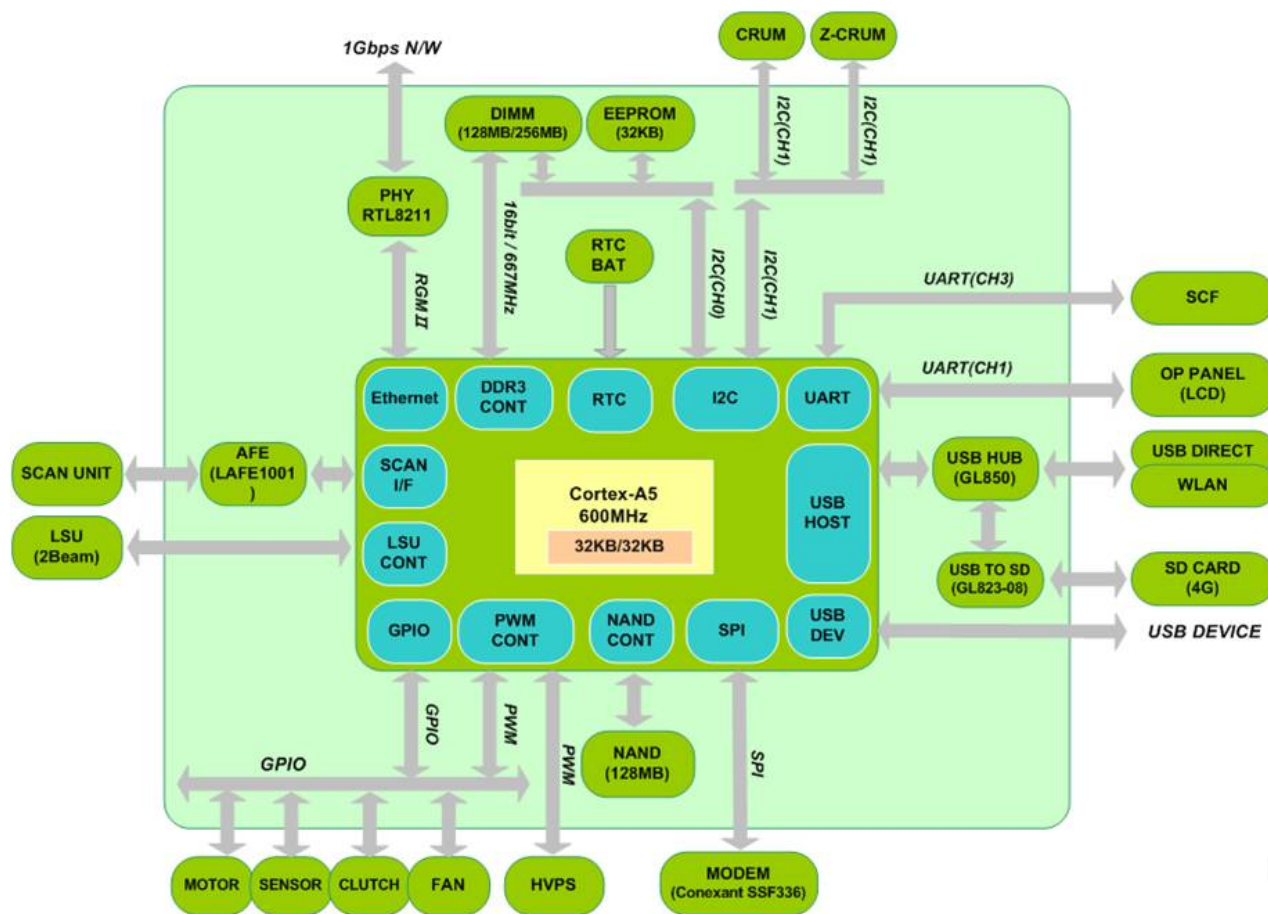 CRUM
Z-CRUM
1Gbps N/W
DIMM
(128MB/256MB)
EEPROM
(32KB)
I2C(CH1)
I2C(CH1)
PHY
RTL8211
16bit / 667MHz
RTC
BAT
I2C(CH0)
I2C(CH1)
RGMⅡ
UART(CH3)
SCF
UART(CH1)
OP PANEL
(LCD)
Ethernet
DDR3
CONT
RTC
I2C
UART
SCAN UNIT
AFE
(LAFE1001
)
SCAN
I/F
Cortex-A5
600MHz
32KB/32KB
USB
HOST
USB HUB
(GL850)
USB DIRECT
WLAN
LSU
(2Beam)
LSU
CONT
USB TO SD
(GL823-08)
SD CARD
(4G)
GPIO
PWM
CONT
NAND
CONT
SPI
USB
DEV
USB DEVICE
GPIO
PWM
PWM
SPI
GPIO
NAND
(128MB)
MOTOR
SENSOR
CLUTCH
FAN
HVPS
MODEM
(Conexant SSF336)